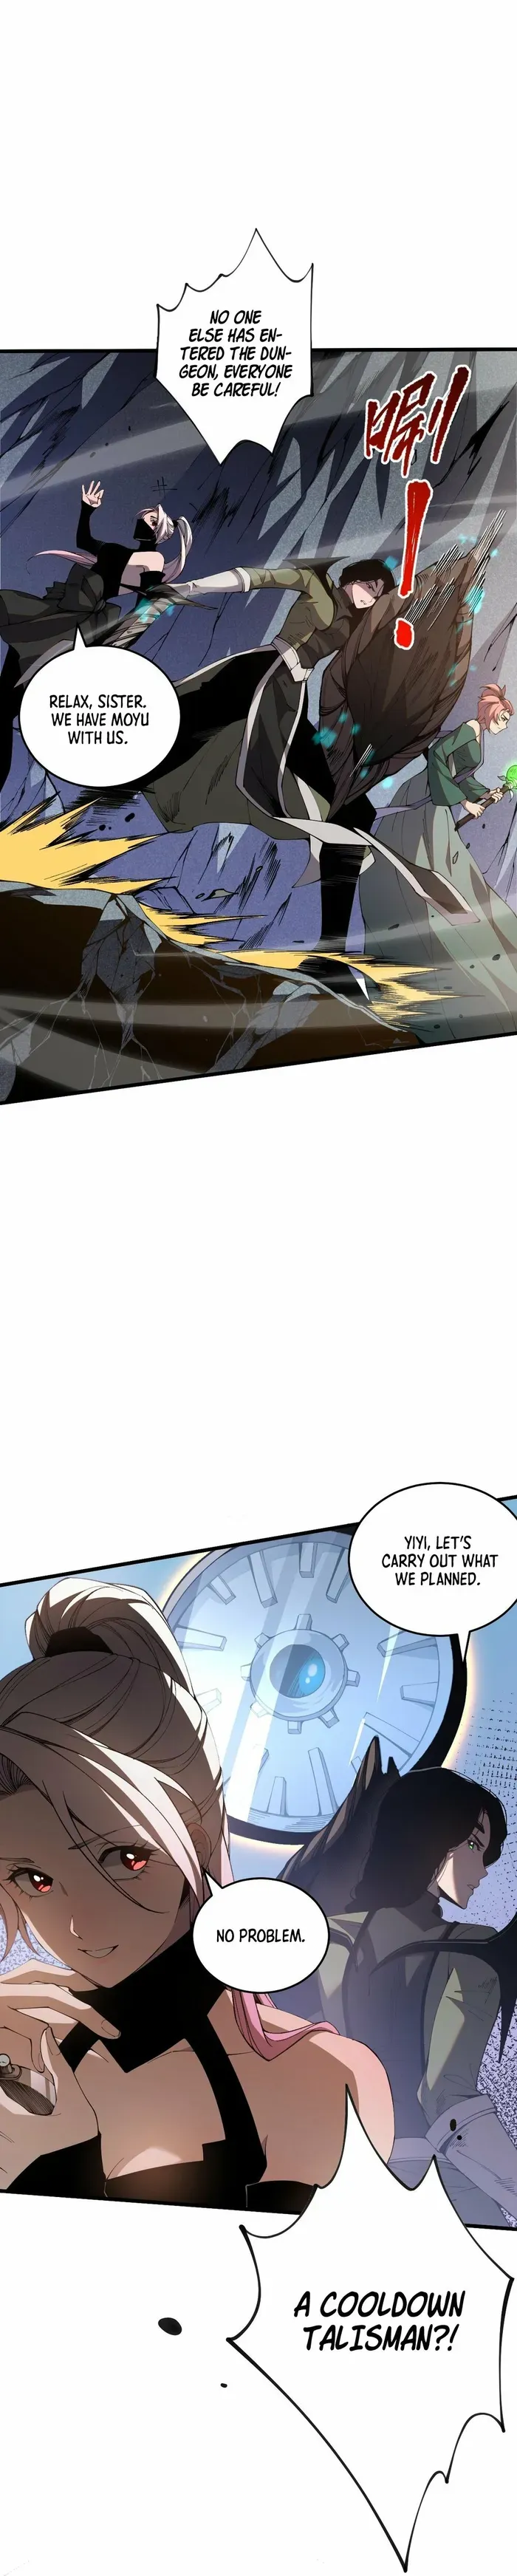 NO ONE
ELSE HAS EN-
TERED THE DUN-
GEON, EVERYONE
BE CAREFUL!
唰!
RELAX, SISTER.
WE HAVE MOYU
WITH US.
YIYI, LET'S
CARRY OUT WHAT
WE PLANNED.
NO PROBLEM.
A COOLDOWN
TALISMAN?!